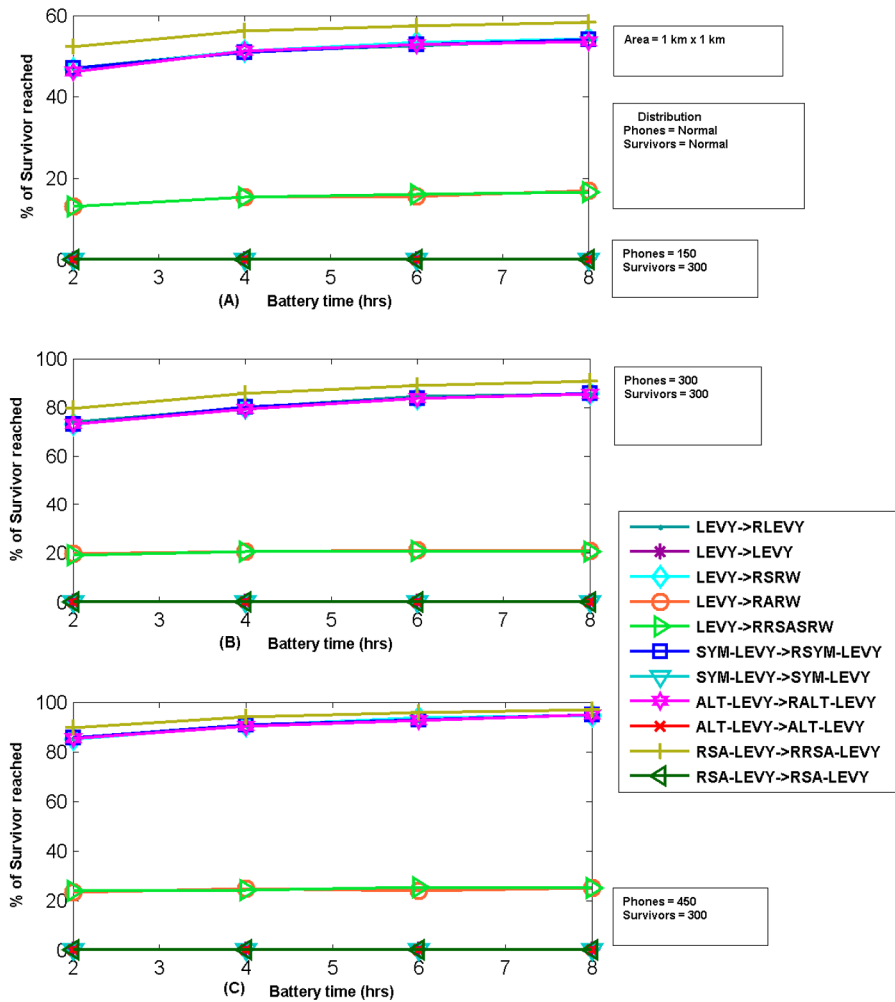 60
40
20
0
% of Survivor reached
2
3
4
5
6
7
8
(A)
Battery time (hrs)
Area = 1 km x 1 km
Distribution
Phones = Normal
Survivors = Normal
Phones = 150
Survivors = 300
100
80
60
40
20
0
% of Survivor reached
2
3
4
5
6
7
8
(B)
Battery time (hrs)
Phones = 300
Survivors = 300
LEVY->RLEVY
LEVY->LEVY
LEVY->RSRW
LEVY->RARW
LEVY->RRSASRW
SYM-LEVY->RSYM-LEVY
SYM-LEVY->SYM-LEVY
ALT-LEVY->RALT-LEVY
ALT-LEVY->ALT-LEVY
RSA-LEVY->RRSA-LEVY
RSA-LEVY->RSA-LEVY
100
80
60
40
20
0
% of Survivor reached
2
3
4
5
6
7
8
(C)
Battery time (hrs)
Phones = 450
Survivors = 300